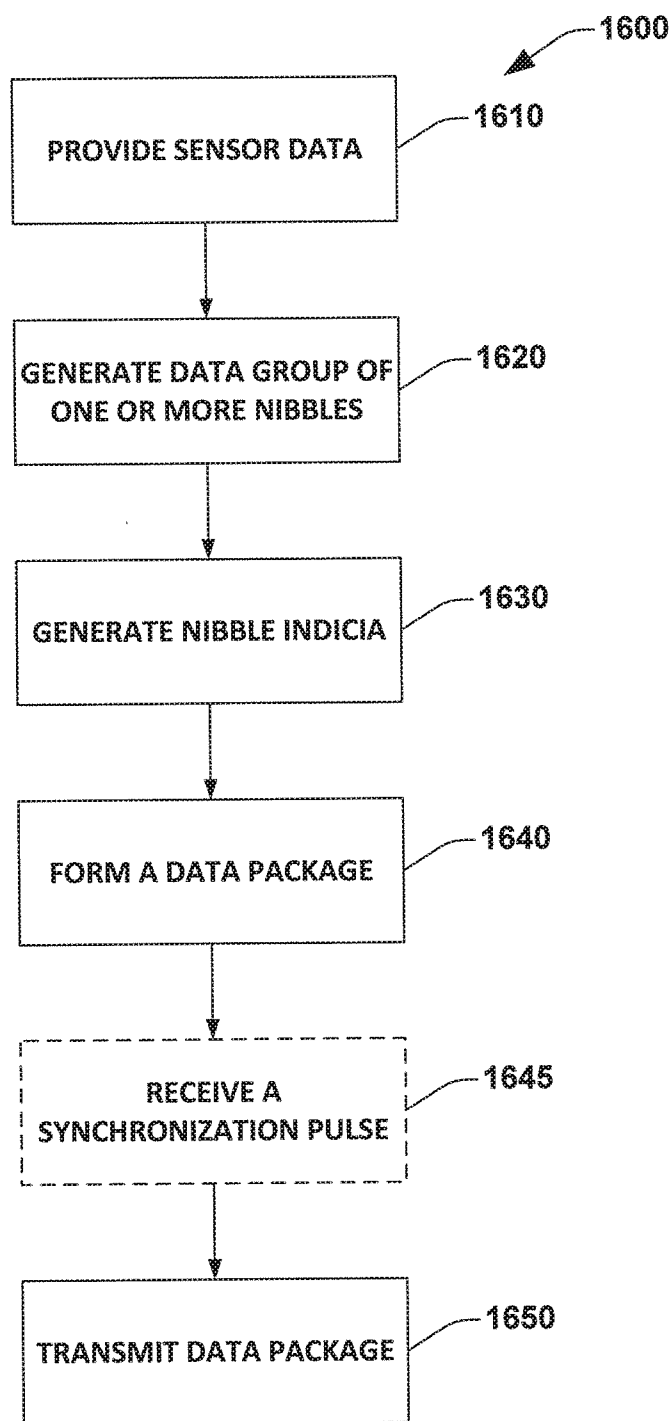 1600
PROVIDE SENSOR DATA
1610
GENERATE DATA GROUP OF
ONE OR MORE NIBBLES
1620
GENERATE NIBBLE INDICIA
1630
FORM A DATA PACKAGE
1640
RECEIVE A
SYNCHRONIZATION PULSE
1645
TRANSMIT DATA PACKAGE
1650